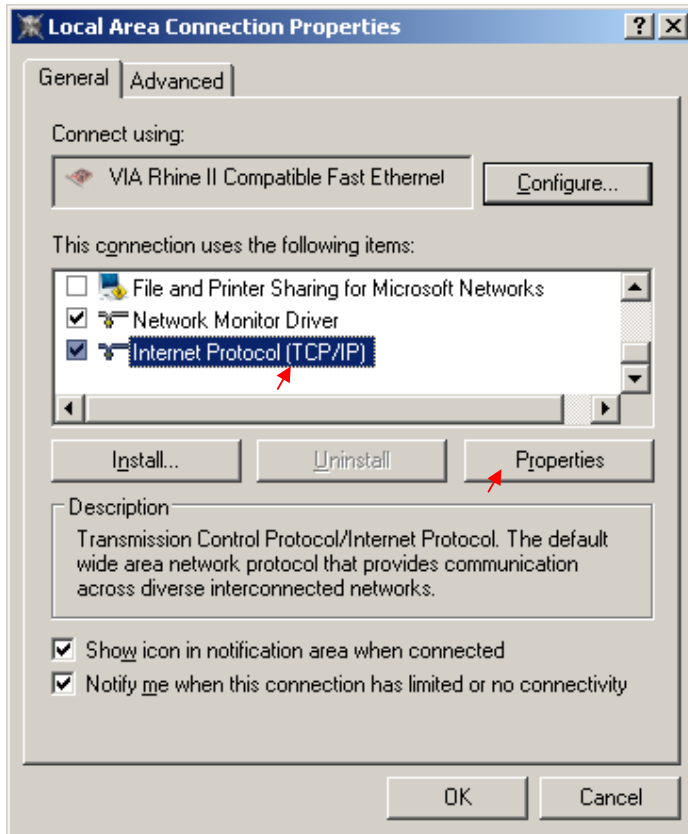 Local Area Connection Properties
General Advanced
Connect using:
VIA Rhine II Compatible Fast Ethernet
Configure...
This connection uses the following items:
File and Printer Sharing for Microsoft Networks
Network Monitor Driver
Internet Protocol (TCP/IP)
Install... Uninstall Properties
Description
Transmission Control Protocol/Internet Protocol. The default
wide area network protocol that provides communication
across diverse interconnected networks.
Show icon in notification area when connected
Notify me when this connection has limited or no connectivity
OK Cancel